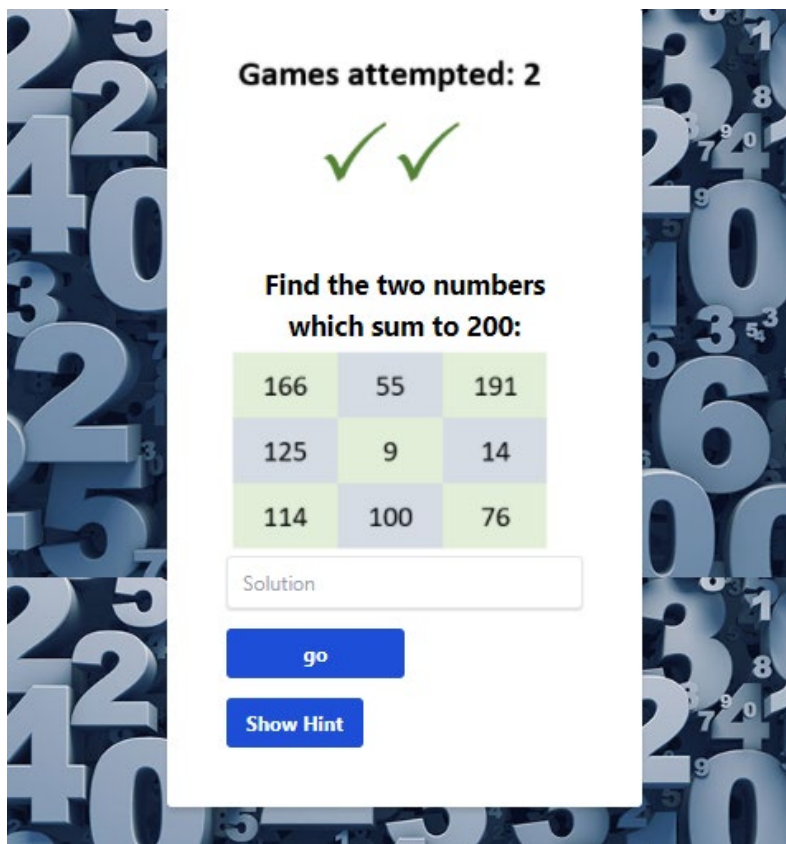 Games attempted: 2
Find the two numbers
which sum to 200:
166 55 191
125 9 14
114 100 76
Solution
go
Show Hint